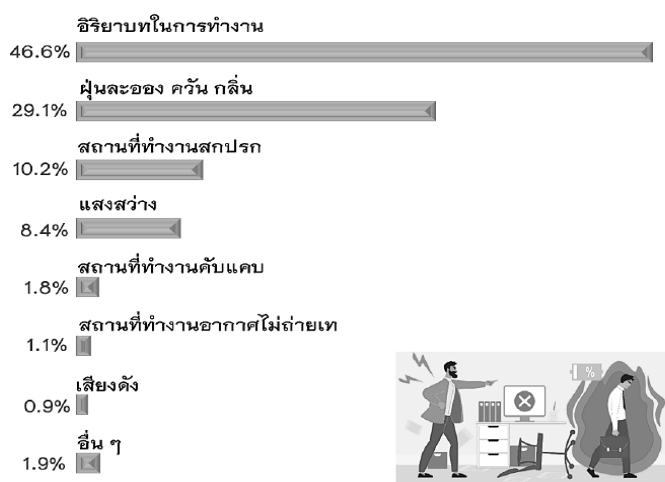 อิริยาบทในการทำงาน
46.6%
ฝุ่นละออง ควัน กลิ่น
29.1%
สถานที่ทำงานสกปรก
10.2%
แสงสว่าง
8.4%
สถานที่ทำงานคับแคบ
1.8%
สถานที่ทำงานอากาศไม่ถ่ายเท
1.1%
เสียงดัง
0.9%
อื่น ๆ
1.9%
%